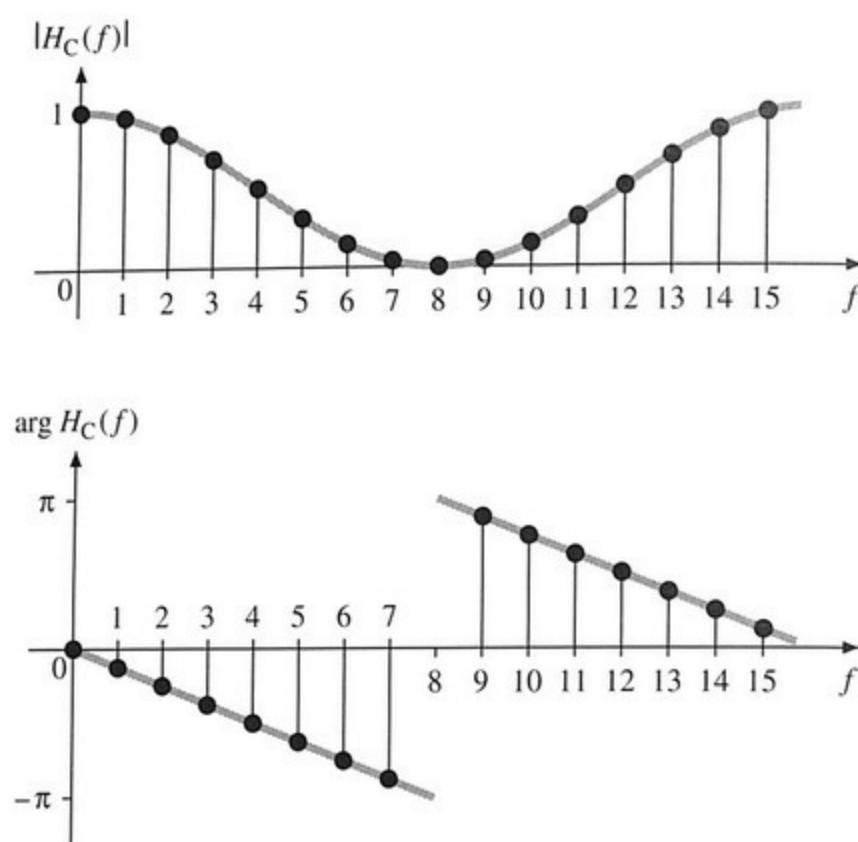 |H_C(f)|
1
0 1 2 3 4 5 6 7 8 9 10 11 12 13 14 15 f
arg H_C(f)
π
1 2 3 4 5 6 7
0 8 9 10 11 12 13 14 15 f
−π